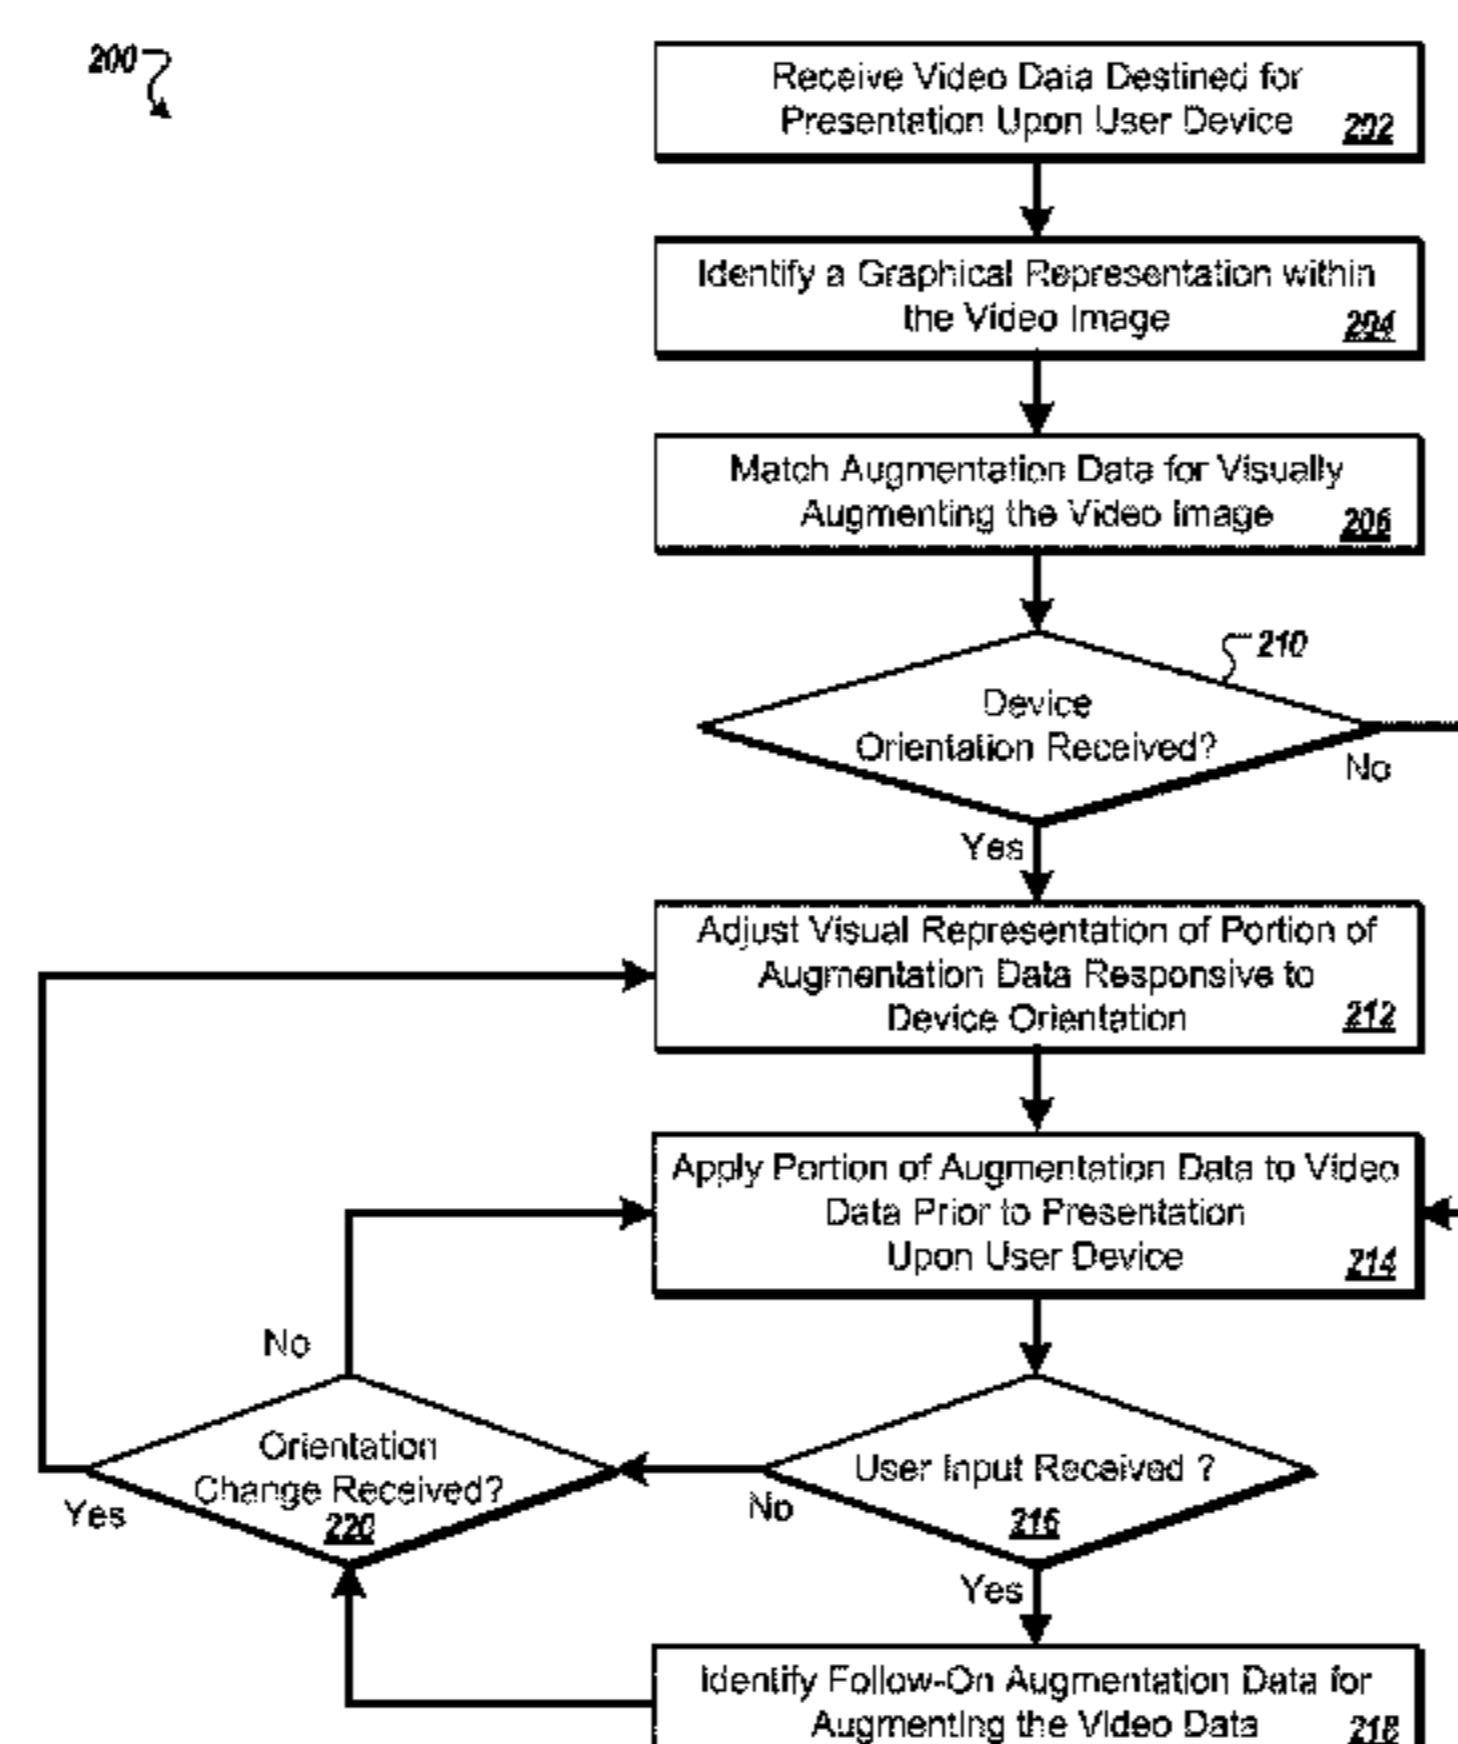 200
Receive Video Data Destined for
Presentation Upon User Device 202
Identify a Graphical Representation within
the Video Image 204
Match Augmentation Data for Visually
Augmenting the Video Image 206
210
Device
Orientation Received?
No
Yes
Adjust Visual Representation of Portion of
Augmentation Data Responsive to
Device Orientation 212
Apply Portion of Augmentation Data to Video
Data Prior to Presentation
Upon User Device 214
No
Orientation
Change Received?
220
Yes
User Input Received ?
216
No
Yes
Identify Follow-On Augmentation Data for
Augmenting the Video Data 218